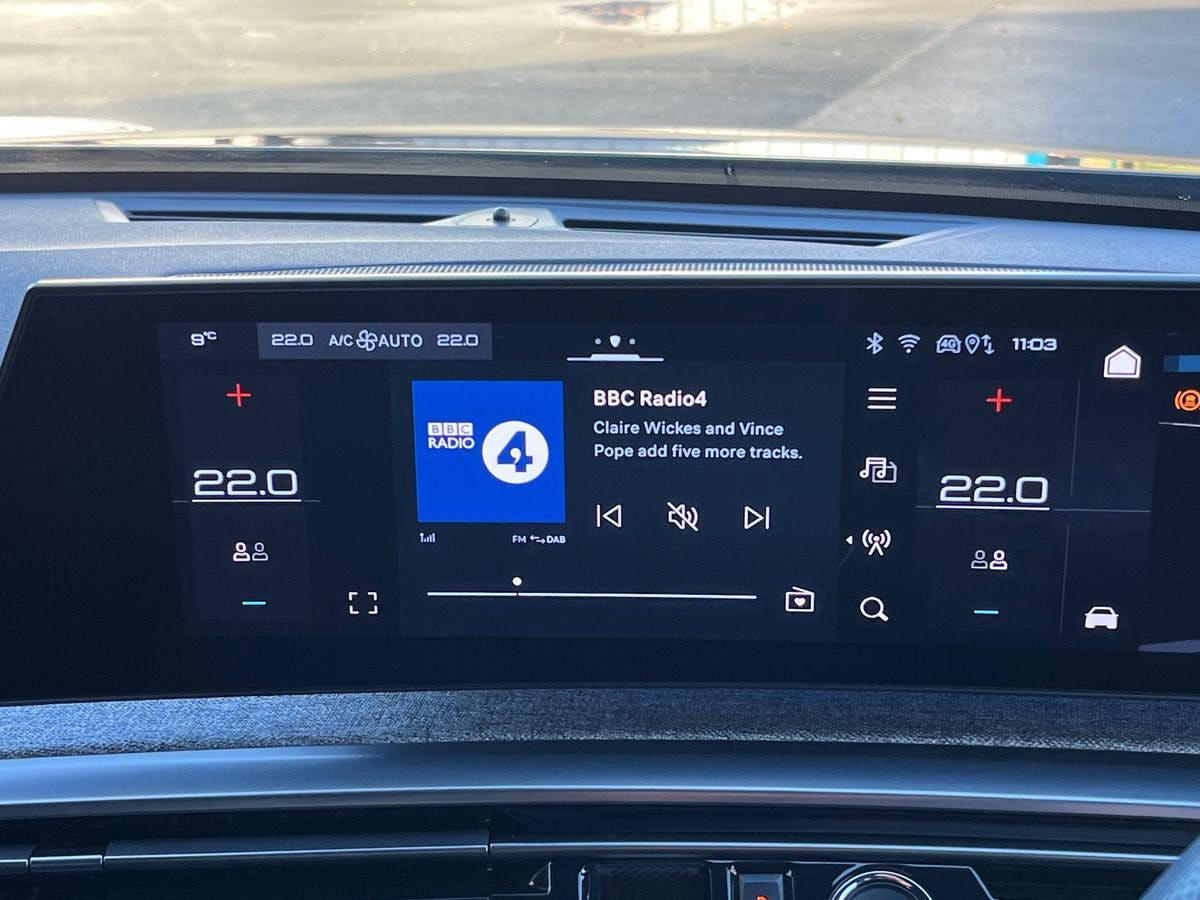 9°C
22.0 A/C AUTO 22.0
4G
11:03
BBC Radio4
Claire Wickes and Vince
Pope add five more tracks.
BBC
RADIO
4
22.0
22.0
FM DAB